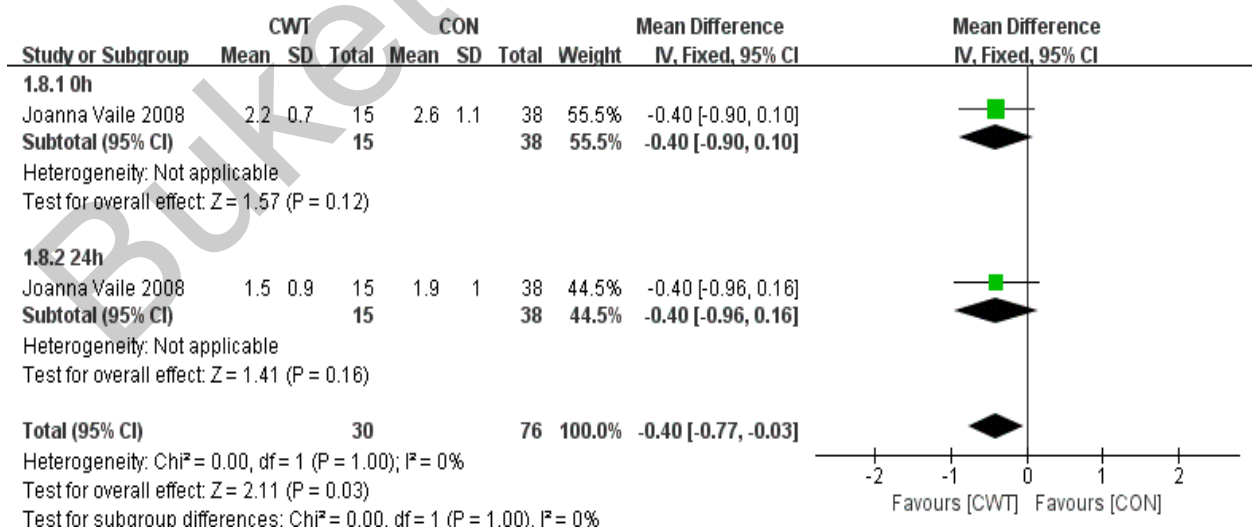 CWT CON Mean Difference Mean Difference
Study or Subgroup Mean SD Total Mean SD Total Weight IV, Fixed, 95% CI IV, Fixed, 95% CI
1.8.1 0h
Joanna Vaile 2008 2.2 0.7 15 2.6 1.1 38 55.5% -0.40 [-0.90, 0.10]
Subtotal (95% CI) 15 38 55.5% -0.40 [-0.90, 0.10]
Heterogeneity: Not applicable
Test for overall effect: Z = 1.57 (P = 0.12)
1.8.2 24h
Joanna Vaile 2008 1.5 0.9 15 1.9 1 38 44.5% -0.40 [-0.96, 0.16]
Subtotal (95% CI) 15 38 44.5% -0.40 [-0.96, 0.16]
Heterogeneity: Not applicable
Test for overall effect: Z = 1.41 (P = 0.16)
Total (95% CI) 30 76 100.0% -0.40 [-0.77, -0.03]
Heterogeneity: Chi² = 0.00, df = 1 (P = 1.00); I² = 0%
Test for overall effect: Z = 2.11 (P = 0.03)
Test for subgroup differences: Chi² = 0.00, df = 1 (P = 1.00), I² = 0%
-2 -1 0 1 2
Favours [CWT] Favours [CON]
Buke